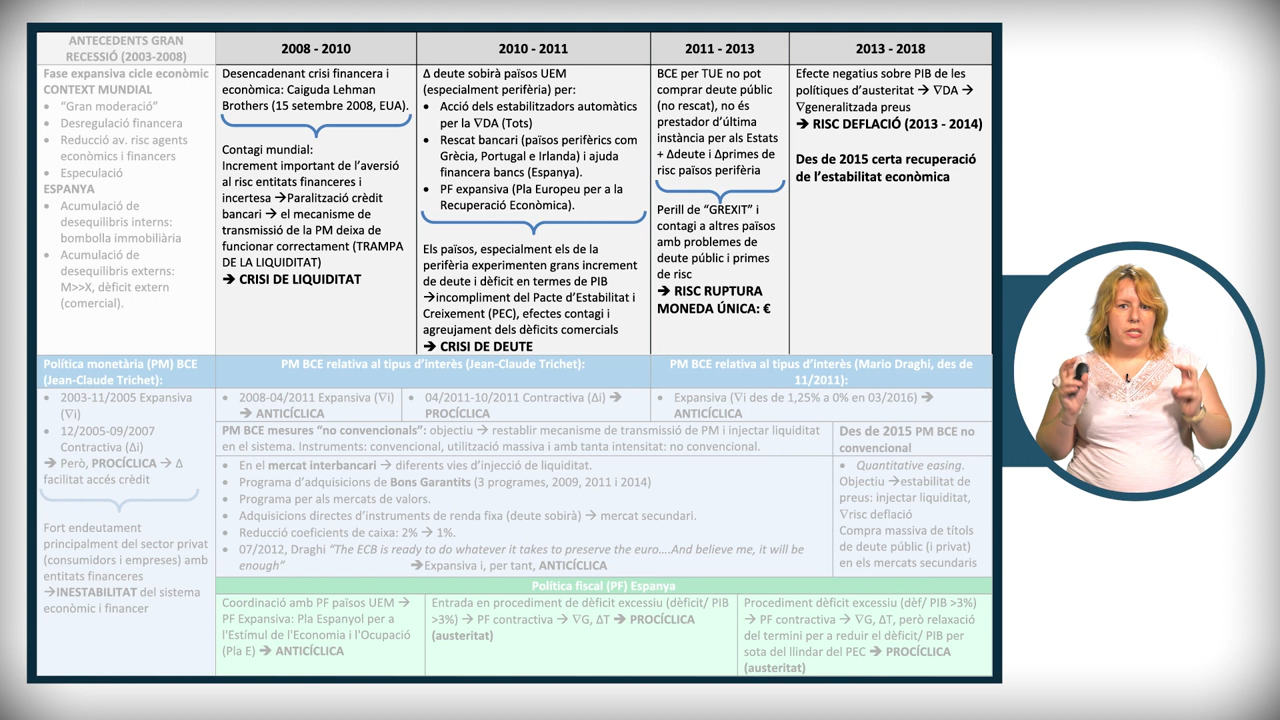 ANTECEDENTS GRAN
RECESSIÓ (2003-2008)
2008 - 2010
2010 - 2011
2011 - 2013
2013 - 2018
Fase expansiva cicle econòmic
CONTEXT MUNDIAL
• "Gran moderació"
• Desregulació financera
• Reducció av. risc agents
econòmics i financers
• Especulació
ESPANYA
• Acumulació de
desequilibris interns:
bombolla immobiliària
• Acumulació de
desequilibris externs:
M>>X, dèficit extern
(comercial).
Desencadenant crisi financera i
econòmica: Caiguda Lehman
Brothers (15 setembre 2008, EUA).
Contagi mundial:
Increment important de l'aversió
al risc entitats financeres i
incertesa →Paralització crèdit
bancari → el mecanisme de
transmissió de la PM deixa de
funcionar correctament (TRAMPA
DE LA LIQUIDITAT)
➔ CRISI DE LIQUIDITAT
Δ deute sobirà països UEM
(especialment perifèria) per:
• Acció dels estabilitzadors automàtics
per la ∇DA (Tots)
• Rescat bancari (països perifèrics com
Grècia, Portugal e Irlanda) i ajuda
financera bancs (Espanya).
• PF expansiva (Pla Europeu per a la
Recuperació Econòmica).
Els països, especialment els de la
perifèria experimenten grans increment
de deute i dèficit en termes de PIB
→incompliment del Pacte d'Estabilitat i
Creixement (PEC), efectes contagi i
agreujament dels dèficits comercials
➔ CRISI DE DEUTE
BCE per TUE no pot
comprar deute públic
(no rescat), no és
prestador d'última
instància per als Estats
+ Δdeute i Δprimes de
risc països perifèria
Perill de "GREXIT" i
contagi a altres països
amb problemes de
deute públic i primes
de risc
➔ RISC RUPTURA
MONEDA ÚNICA: €
Efecte negatius sobre PIB de les
polítiques d'austeritat ➔ ∇DA ➔
∇generalitzada preus
➔ RISC DEFLACIÓ (2013 - 2014)
Des de 2015 certa recuperació
de l'estabilitat econòmica
Política monetària (PM) BCE
(Jean-Claude Trichet):
PM BCE relativa al tipus d'interès (Jean-Claude Trichet):
PM BCE relativa al tipus d'interès (Mario Draghi, des de
11/2011):
• 2003-11/2005 Expansiva
(∇i)
• 12/2005-09/2007
Contractiva (Δi)
➔ Però, PROCÍCLICA → Δ
facilitat accés crèdit
Fort endeutament
principalment del sector privat
(consumidors i empreses) amb
entitats financeres
→INESTABILITAT del sistema
econòmic i financer
• 2008-04/2011 Expansiva (∇i)
➔ ANTICÍCLICA
• 04/2011-10/2011 Contractiva (Δi) ➔
PROCÍCLICA
• Expansiva (∇i des de 1,25% a 0% en 03/2016) ➔
ANTICÍCLICA
PM BCE mesures "no convencionals": objectiu → restablir mecanisme de transmissió de PM i injectar liquiditat
en el sistema. Instruments: convencional, utilització massiva i amb tanta intensitat: no convencional.
Des de 2015 PM BCE no
convencional
• En el mercat interbancari → diferents vies d'injecció de liquiditat.
• Programa d'adquisicions de Bons Garantits (3 programes, 2009, 2011 i 2014)
• Programa per als mercats de valors.
• Adquisicions directes d'instruments de renda fixa (deute sobirà) → mercat secundari.
• Reducció coeficients de caixa: 2% → 1%.
• 07/2012, Draghi "The ECB is ready to do whatever it takes to preserve the euro....And believe me, it will be
enough" ➔Expansiva i, per tant, ANTICÍCLICA
• Quantitative easing.
Objectiu →estabilitat de
preus: injectar liquiditat,
∇risc deflació
Compra massiva de títols
de deute públic (i privat)
en els mercats secundaris
Política fiscal (PF) Espanya
Coordinació amb PF països UEM →
PF Expansiva: Pla Espanyol per a
l'Estímul de l'Economia i l'Ocupació
(Pla E) ➔ ANTICÍCLICA
Entrada en procediment de dèficit excessiu (dèficit/ PIB
>3%) → PF contractiva → ∇G, ΔT ➔ PROCÍCLICA
(austeritat)
Procediment dèficit excessiu (dèf/ PIB >3%)
→ PF contractiva → ∇G, ΔT, però relaxació
del termini per a reduir el dèficit/ PIB per
sota del llindar del PEC ➔ PROCÍCLICA
(austeritat)